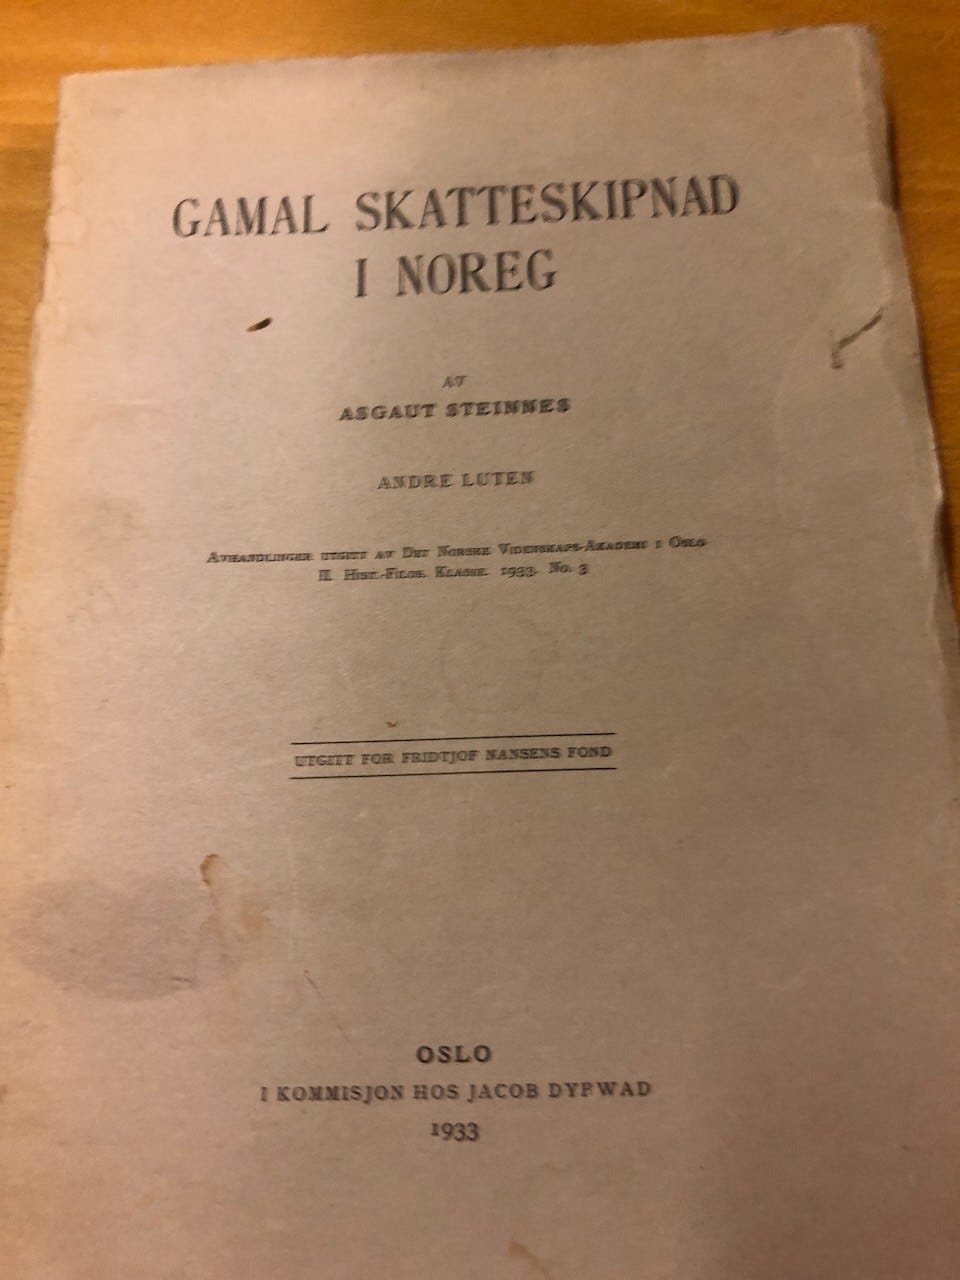 GAMAL SKATTESKIPNAD
I NOREG
AV
ASGAUT STEINNES
ANDRE LUTEN
AVHANDLINGER UTGITT AV DET NORSKE VIDENSKAPS-AKADEMI I OSLO
II. HIST.-FILOS. KLASSE. 1933. No. 3
UTGITT FOR FRIDTJOF NANSENS FOND
OSLO
I KOMMISJON HOS JACOB DYBWAD
1933